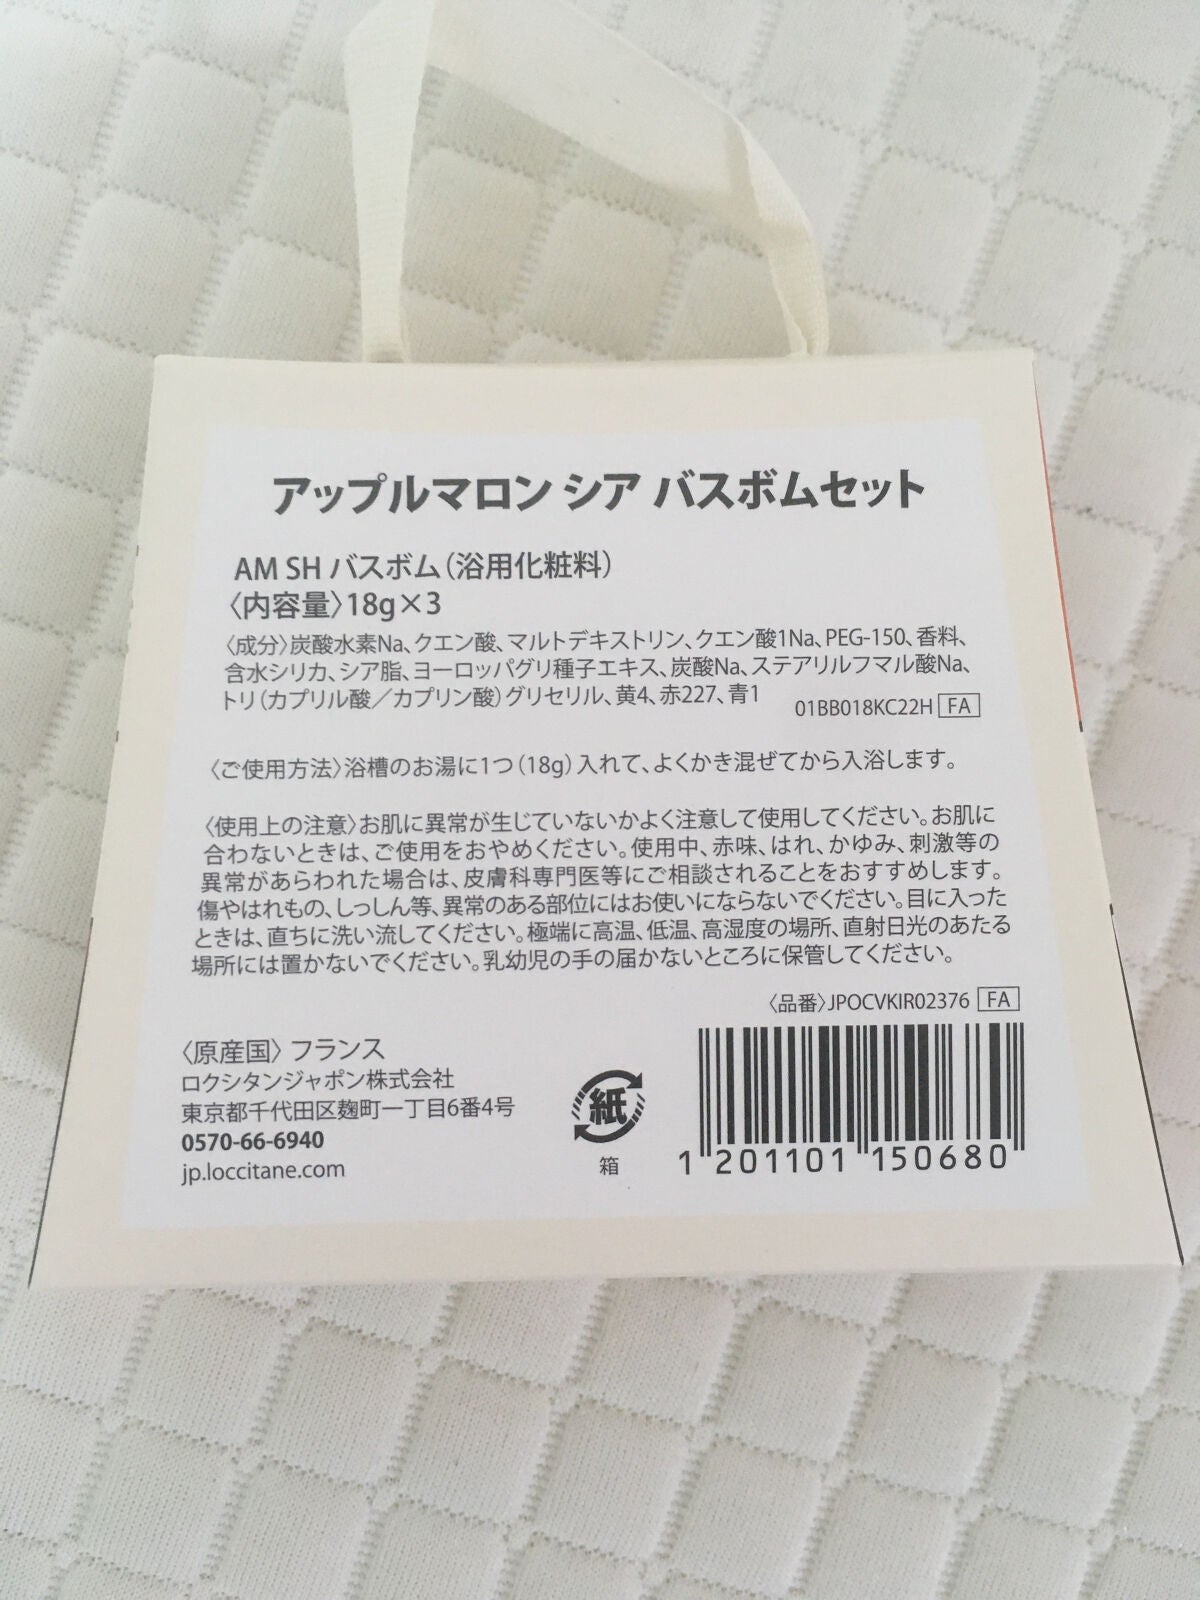 アップルマロン シア バスボムセット
AM SH バスボム（浴用化粧料）
〈内容量〉18g×3
〈成分〉炭酸水素Na、クエン酸、マルトデキストリン、クエン酸1Na、PEG-150、香料、
含水シリカ、シア脂、ヨーロッパグリ種子エキス、炭酸Na、ステアリルフマル酸Na、
トリ（カプリル酸／カプリン酸）グリセリル、黄4、赤227、青1
01BB018KC22H FA
〈ご使用方法〉浴槽のお湯に1つ（18g）入れて、よくかき混ぜてから入浴します。
〈使用上の注意〉お肌に異常が生じていないかよく注意して使用してください。お肌に
合わないときは、ご使用をおやめください。使用中、赤味、はれ、かゆみ、刺激等の
異常があらわれた場合は、皮膚科専門医等にご相談されることをおすすめします。
傷やはれもの、しっしん等、異常のある部位にはお使いにならないでください。目に入った
ときは、直ちに洗い流してください。極端に高温、低温、高湿度の場所、直射日光のあたる
場所には置かないでください。乳幼児の手の届かないところに保管してください。
〈品番〉JPOCVKIR02376 FA
〈原産国〉フランス
ロクシタンジャポン株式会社
東京都千代田区麹町一丁目6番4号
0570-66-6940
jp.loccitane.com
紙
箱
1 201101 150680